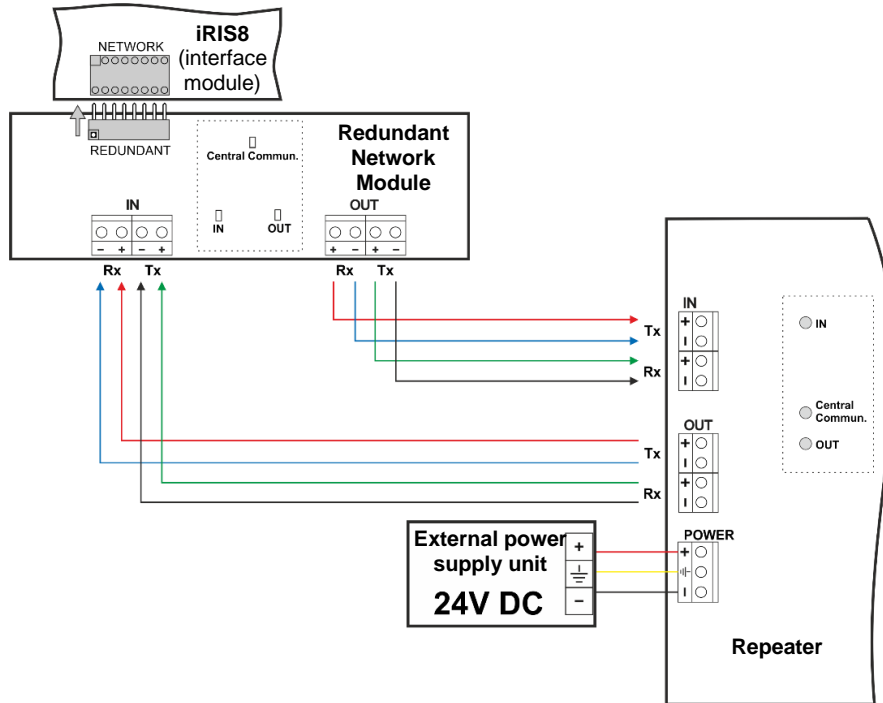 iRIS8
(interface
module)
NETWORK
REDUNDANT
Central Commun.
IN
OUT
Redundant
Network
Module
IN
- + - +
Rx Tx
OUT
+ - + -
Rx Tx
IN
+
-
+
-
Tx
Rx
IN
Central
Commun.
OUT
OUT
+
-
+
-
Tx
Rx
POWER
+
-
External power
supply unit
24V DC
+
-
Repeater